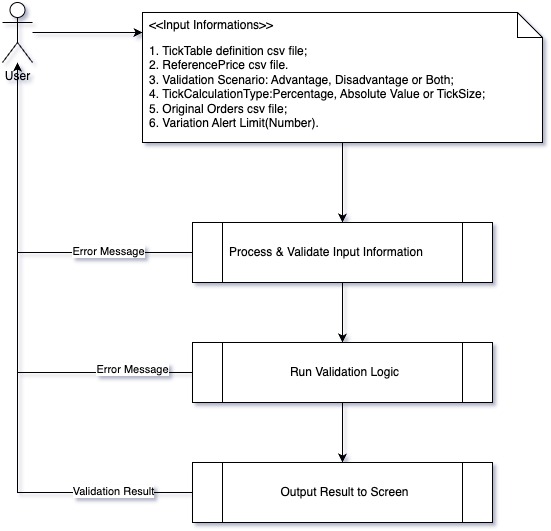 <<Input Informations>>
1. TickTable definition csv file;
2. ReferencePrice csv file.
3. Validation Scenario: Advantage, Disadvantage or Both;
4. TickCalculationType:Percentage, Absolute Value or TickSize;
5. Original Orders csv file;
6. Variation Alert Limit(Number).
User
Error Message
Process & Validate Input Information
Error Message
Run Validation Logic
Validation Result
Output Result to Screen